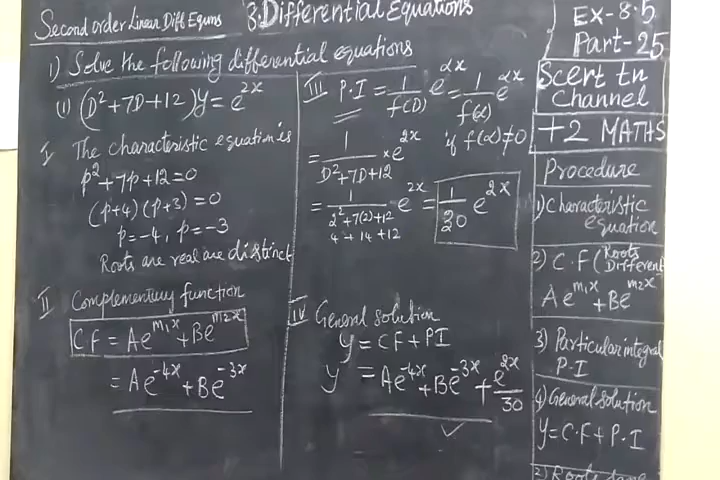 Second order Linear Diff Equns
8. Differential Equations
1) Solve the following differential equations
(1) (D²+7D+12)y = e^2x
I The characteristic equation is
p²+7p+12=0
(p+4)(p+3)=0
p=-4, p=-3
Roots are real are distinct
II Complementary function
C.F = Ae^m₁x + Be^m₂x
= Ae^-4x + Be^-3x
III P.I = 1/f(D) e^αx = 1/f(α) e^αx
if f(α)≠0
= 1/D²+7D+12 × e^2x
= 1/2²+7(2)+12 e^2x = 1/30 e^2x
4+14+12
IV General solution
y = CF + PI
y = Ae^-4x + Be^-3x + e^2x/30
EX-8.5
Part-25
Scert tn
Channel
+2 MATHS
Procedure
1) Characteristic
equation
2) C.F (Roots
Different
Ae^m₁x + Be^m₂x
3) Particular integral
P.I
4) General solution
y = C.F + P.I
2) Roots